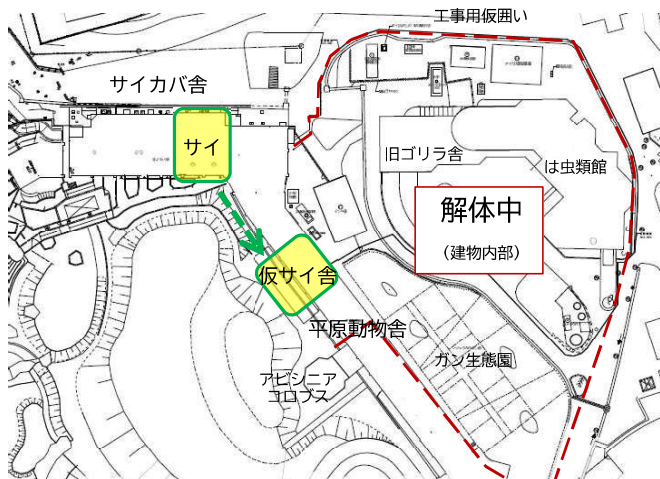 工事用仮囲い
サイカバ舎
サイ
旧ゴリラ舎
は虫類館
解体中
（建物内部）
仮サイ舎
平原動物舎
ガン生態園
アビシニア
コロブス